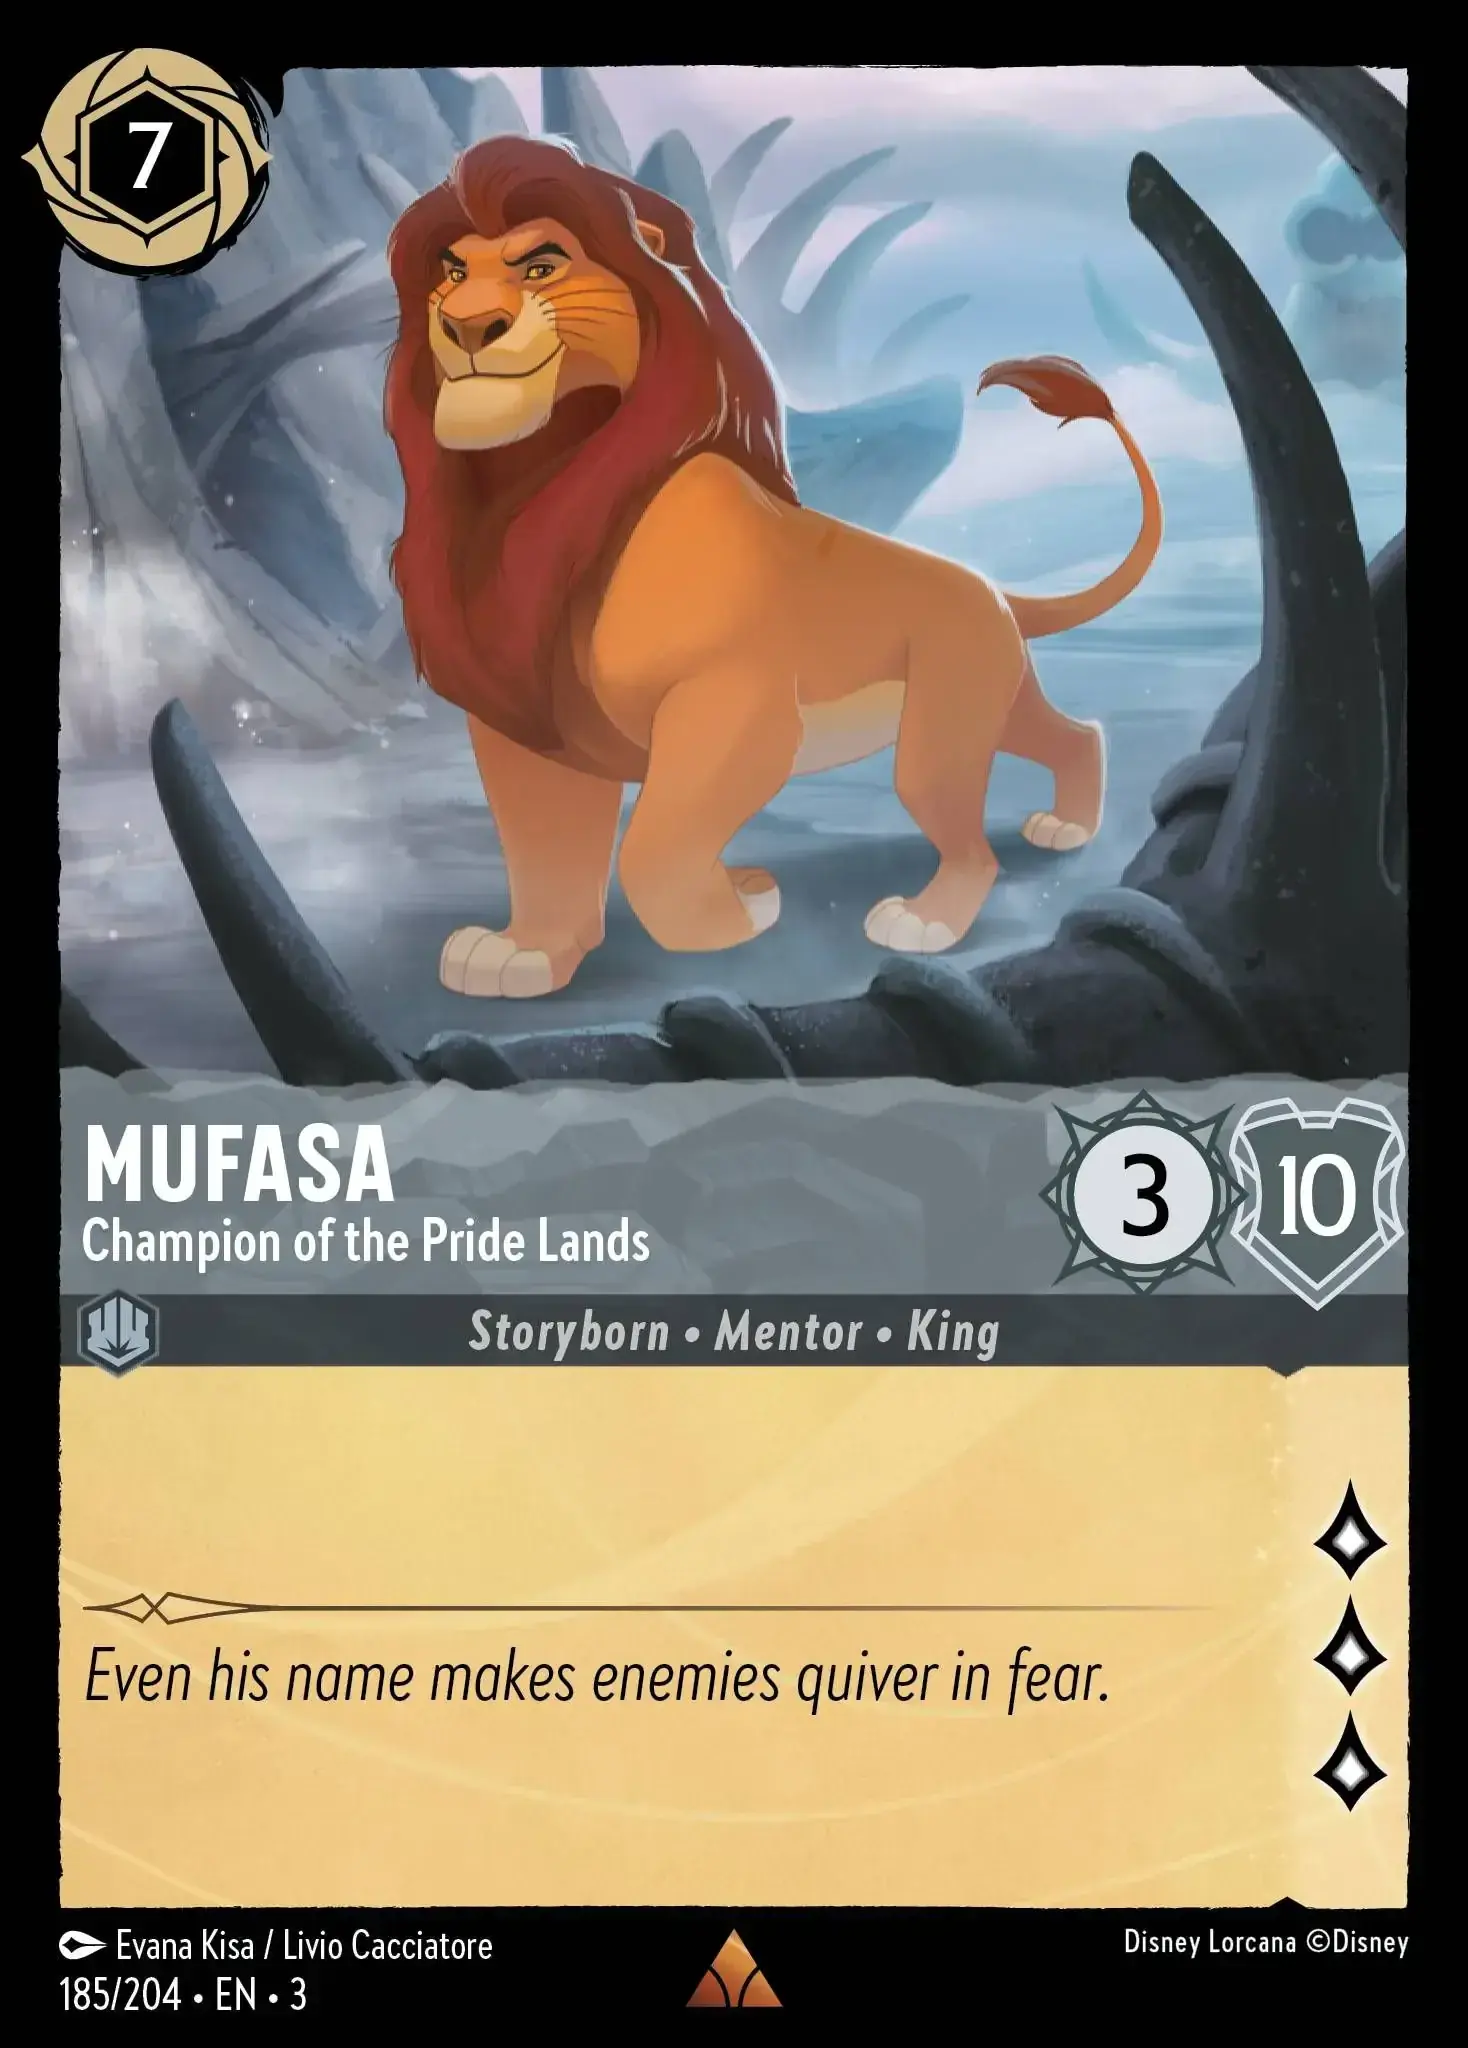 7
MUFASA
Champion of the Pride Lands
3
10
Storyborn • Mentor • King
Even his name makes enemies quiver in fear.
Evana Kisa / Livio Cacciatore
Disney Lorcana ©Disney
185/204 • EN • 3